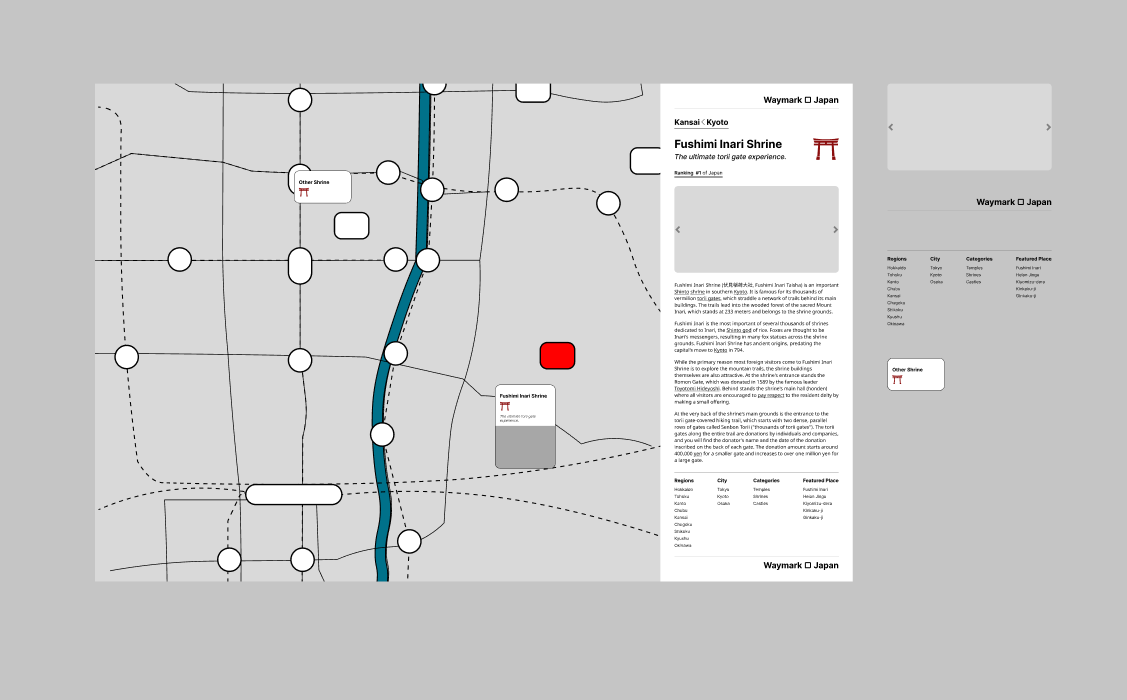 Other Shrine
Fushimi Inari Shrine
The ultimate torii gate
experience.
Waymark Japan
Kansai Kyoto
Fushimi Inari Shrine
The ultimate torii gate experience.
Ranking #1 of Japan
Fushimi Inari Shrine (伏見稲荷大社, Fushimi Inari Taisha) is an important
Shinto shrine in southern Kyoto. It is famous for its thousands of
vermilion torii gates, which straddle a network of trails behind its main
buildings. The trails lead into the wooded forest of the sacred Mount
Inari, which stands at 233 meters and belongs to the shrine grounds.
Fushimi Inari is the most important of several thousands of shrines
dedicated to Inari, the Shinto god of rice. Foxes are thought to be
Inari's messengers, resulting in many fox statues across the shrine
grounds. Fushimi Inari Shrine has ancient origins, predating the
capital's move to Kyoto in 794.
While the primary reason most foreign visitors come to Fushimi Inari
Shrine is to explore the mountain trails, the shrine buildings
themselves are also attractive. At the shrine's entrance stands the
Romon Gate, which was donated in 1589 by the famous leader
Toyotomi Hideyoshi. Behind stands the shrine's main hall (honden)
where all visitors are encouraged to pay respect to the resident deity by
making a small offering.
At the very back of the shrine's main grounds is the entrance to the
torii gate-covered hiking trail, which starts with two dense, parallel
rows of gates called Senbon Torii ("thousands of torii gates"). The torii
gates along the entire trail are donations by individuals and companies,
and you will find the donator's name and the date of the donation
inscribed on the back of each gate. The donation amount starts around
400,000 yen for a smaller gate and increases to over one million yen for
a large gate.
Regions City Categories Featured Place
Hokkaido Tokyo Temples Fushimi Inari
Tohoku Kyoto Shrines Heian Jingu
Kanto Osaka Castles Kiyomizu-dera
Chubu Kinkaku-ji
Kansai Ginkaku-ji
Chugoku
Shikoku
Kyushu
Okinawa
Waymark Japan
Waymark Japan
Regions City Categories Featured Place
Hokkaido Tokyo Temples Fushimi Inari
Tohoku Kyoto Shrines Heian Jingu
Kanto Osaka Castles Kiyomizu-dera
Chubu Kinkaku-ji
Kansai Ginkaku-ji
Chugoku
Shikoku
Kyushu
Okinawa
Other Shrine